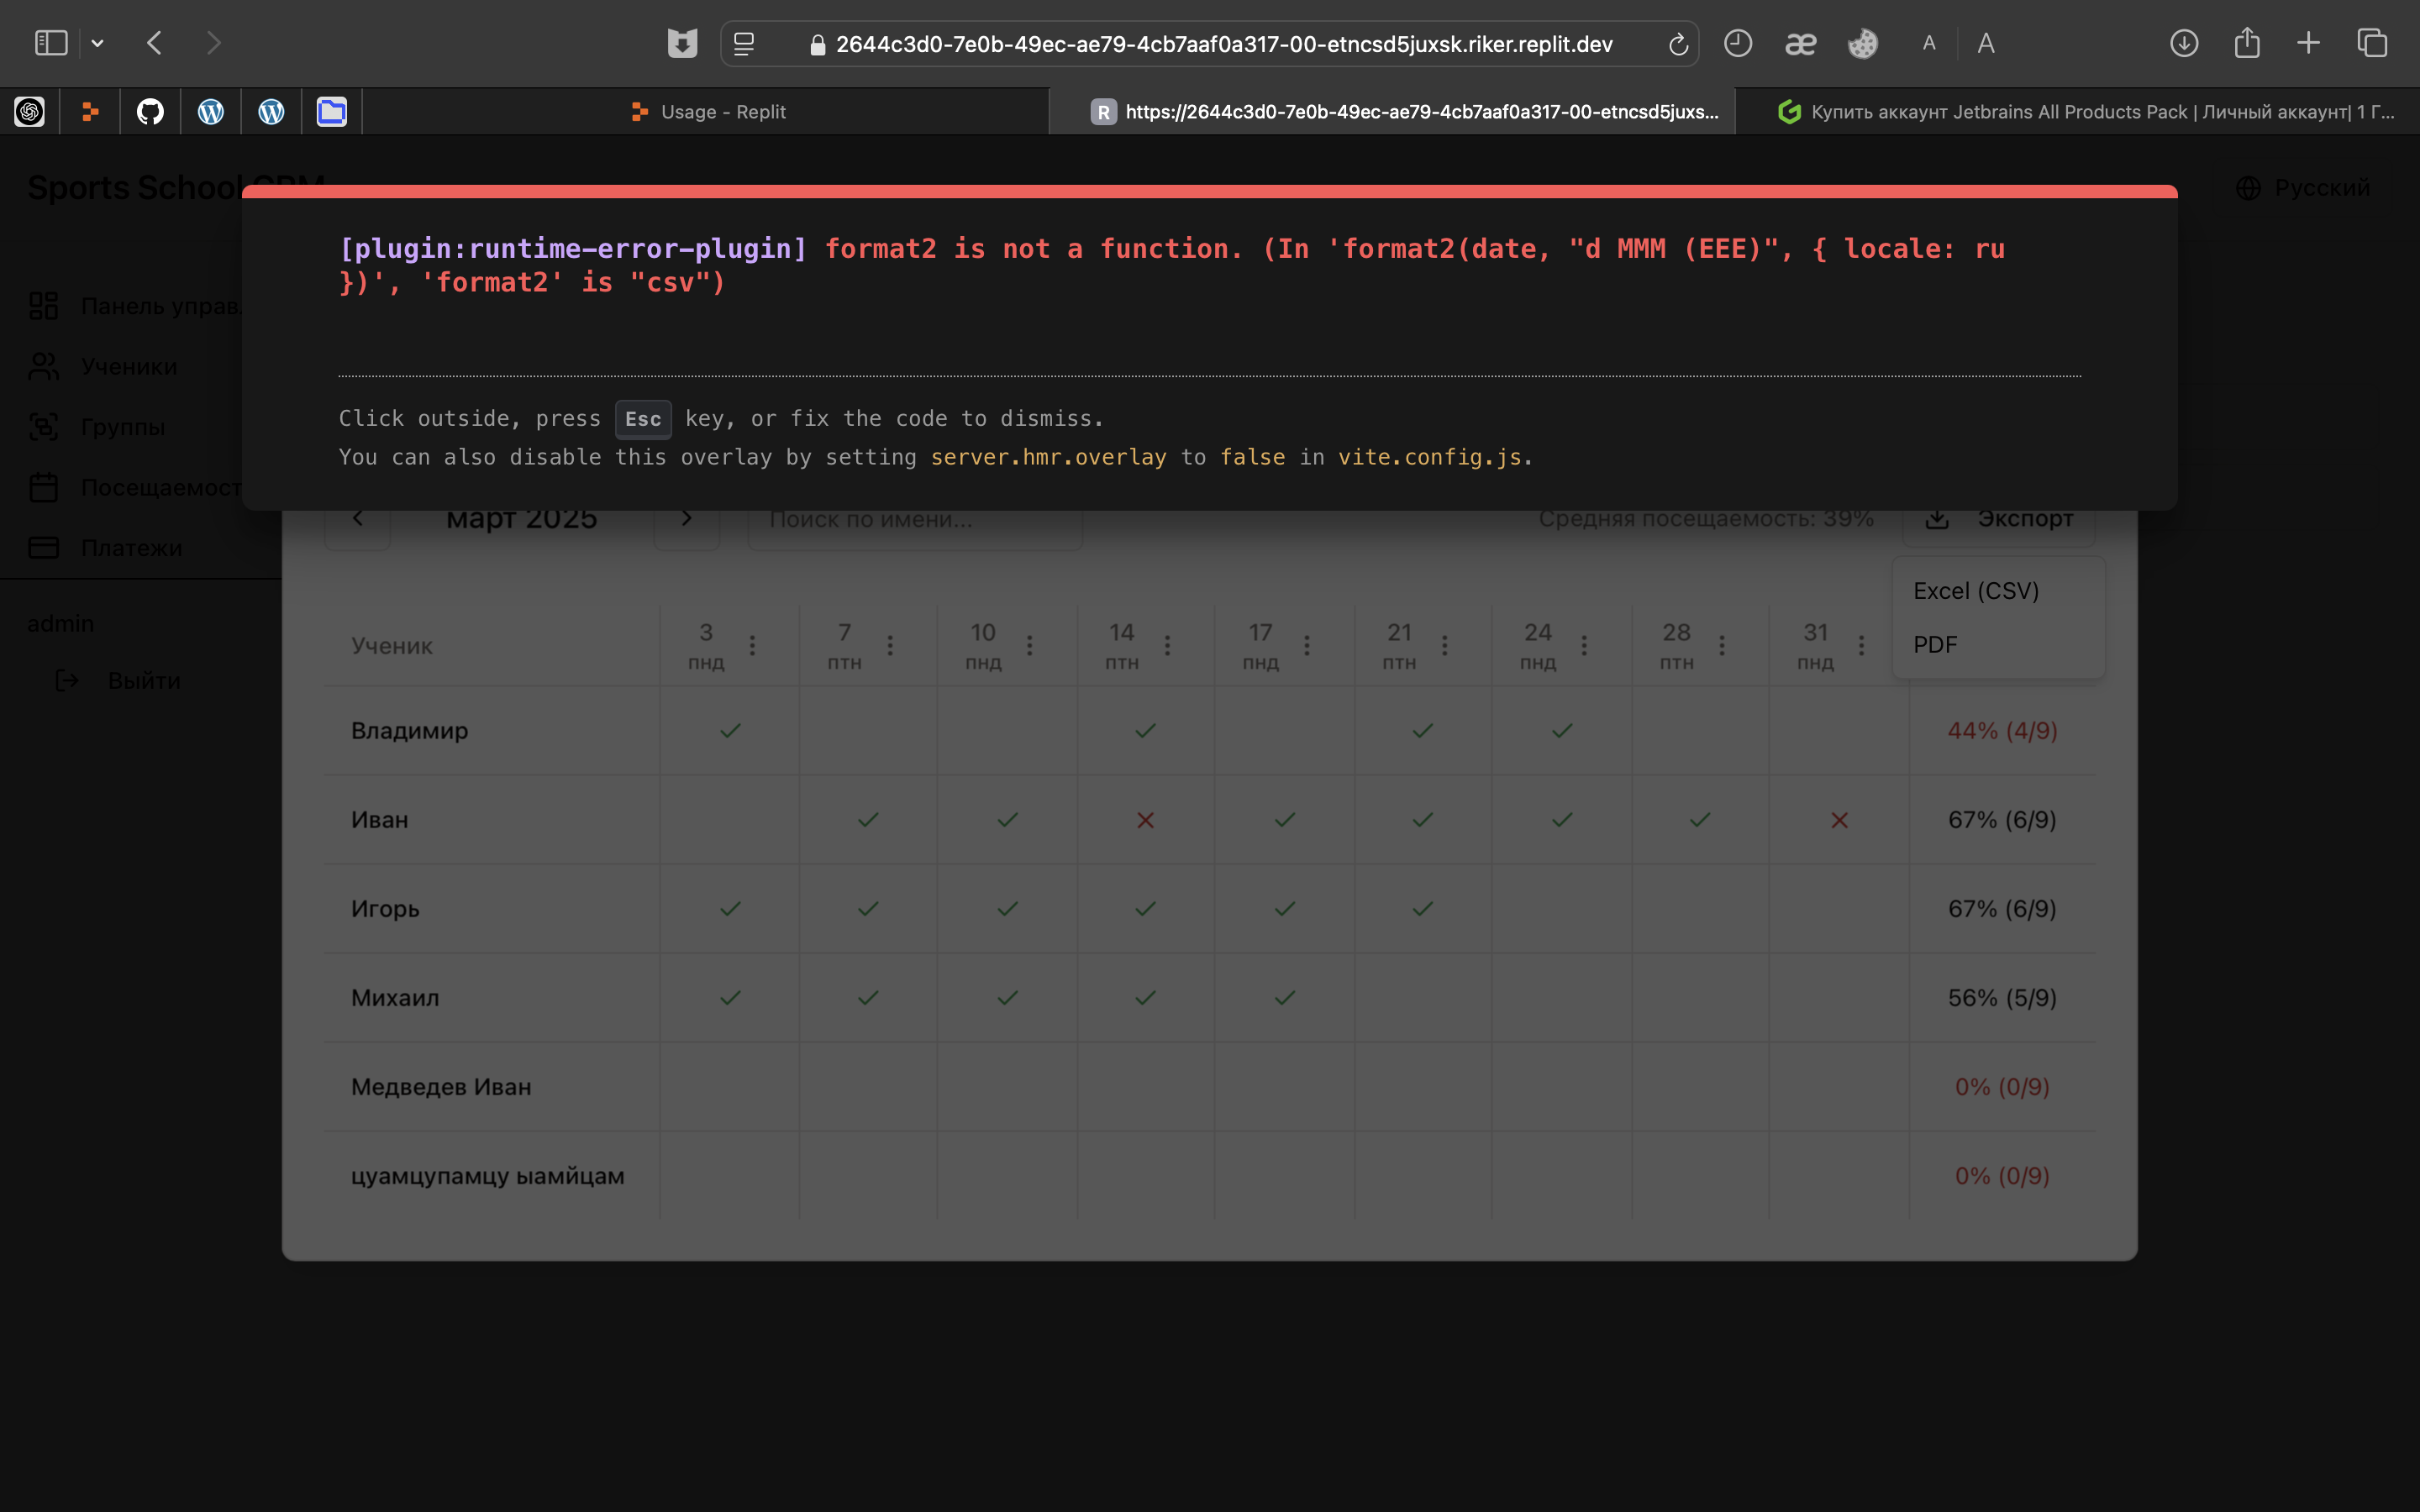 2644c3d0-7e0b-49ec-ae79-4cb7aaf0a317-00-etncsd5juxsk.riker.replit.dev
A A
Usage - Replit
R https://2644c3d0-7e0b-49ec-ae79-4cb7aaf0a317-00-etncsd5juxs...
Купить аккаунт Jetbrains All Products Pack | Личный аккаунт| 1 Г...
Sports School CRM
Русский
[plugin:runtime-error-plugin] format2 is not a function. (In 'format2(date, "d MMM (EEE)", { locale: ru
})', 'format2' is "csv")
Click outside, press Esc key, or fix the code to dismiss.
You can also disable this overlay by setting server.hmr.overlay to false in vite.config.js.
Ученики
Группы
Платежи
admin
Выйти
март 2025
Поиск по имени...
Средняя посещаемость: 39%
Экспорт
Excel (CSV)
PDF
Ученик
3 7 10 14 17 21 24 28 31
пнд птн пнд птн пнд птн пнд птн пнд
Владимир 44% (4/9)
Иван 67% (6/9)
Игорь 67% (6/9)
Михаил 56% (5/9)
Медведев Иван 0% (0/9)
цуамцупамцу ыамйцам 0% (0/9)